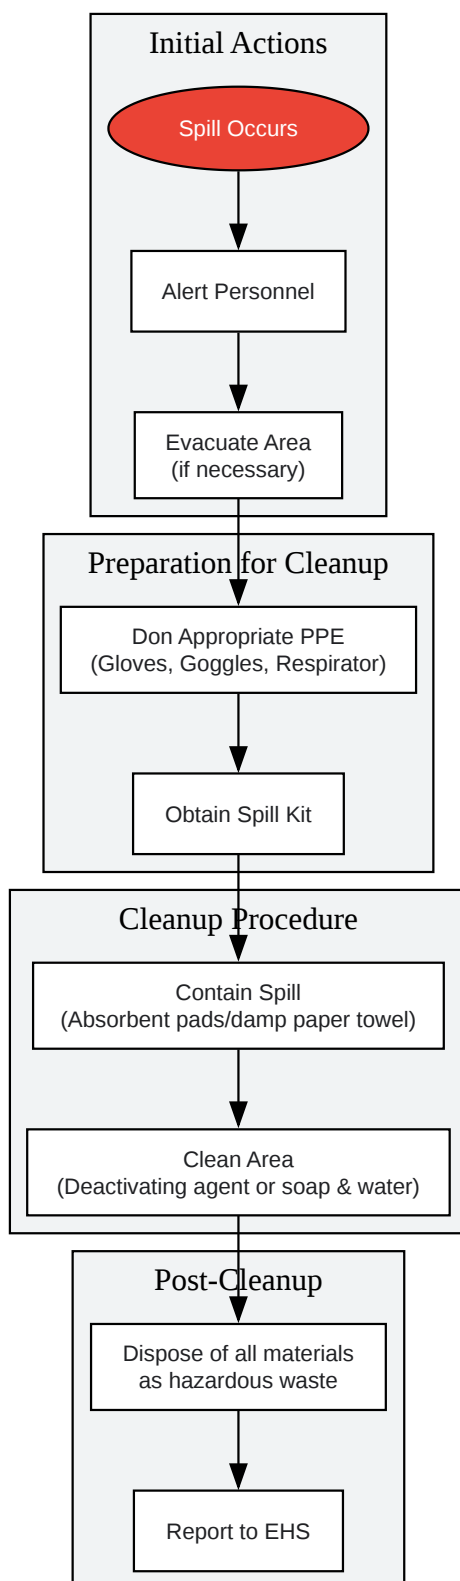 Initial Actions
Spill Occurs
Alert Personnel
Evacuate Area
(if necessary)
Preparation for Cleanup
Don Appropriate PPE
(Gloves, Goggles, Respirator)
Obtain Spill Kit
Cleanup Procedure
Contain Spill
(Absorbent pads/damp paper towel)
Clean Area
(Deactivating agent or soap & water)
Post-Cleanup
Dispose of all materials
as hazardous waste
Report to EHS